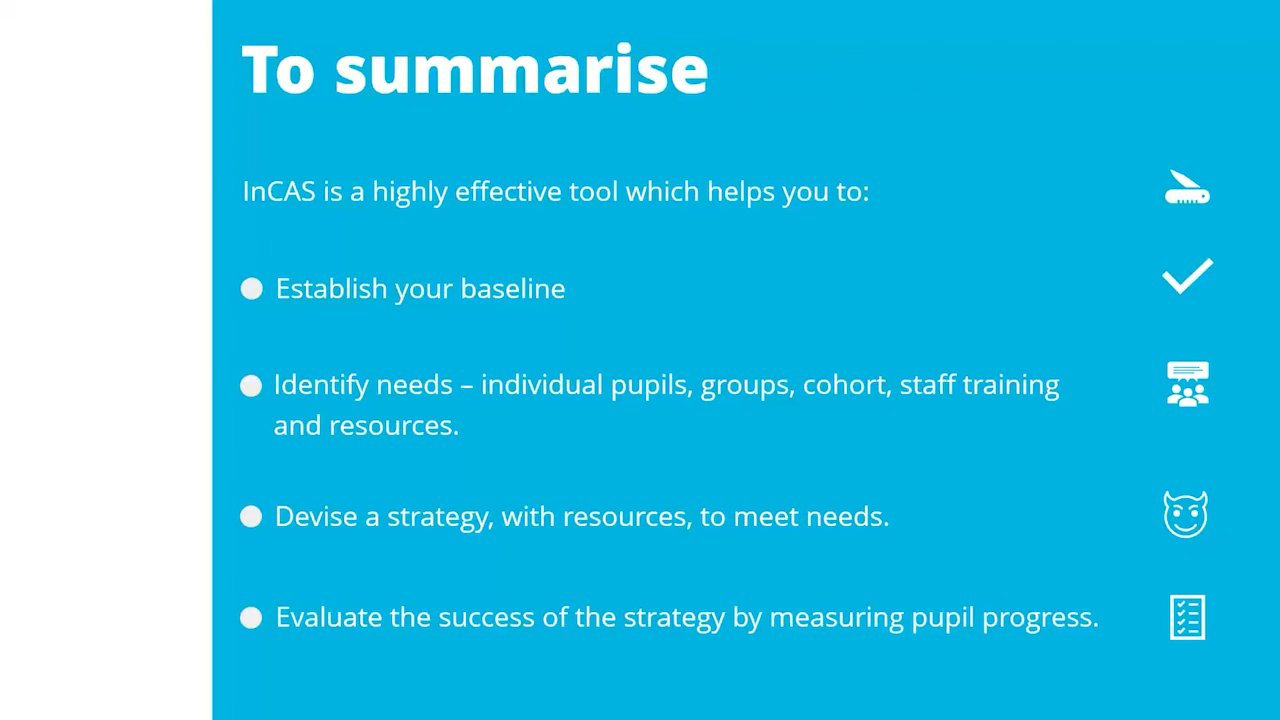 To summarise
InCAS is a highly effective tool which helps you to:
Establish your baseline
Identify needs – individual pupils, groups, cohort, staff training
and resources.
Devise a strategy, with resources, to meet needs.
Evaluate the success of the strategy by measuring pupil progress.